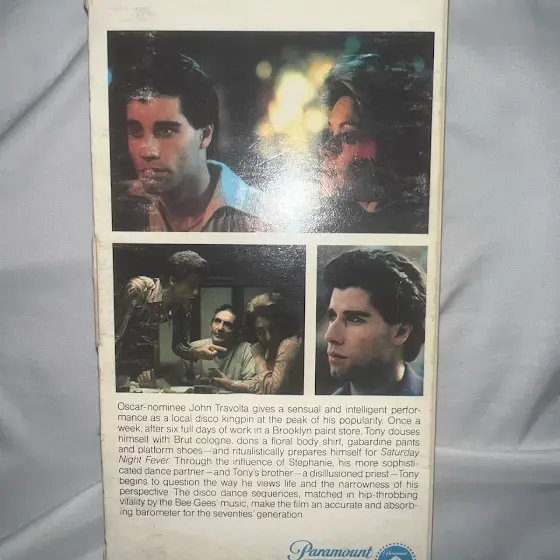 Oscar-nominee John Travolta gives a sensual and intelligent perfor-
mance as a local disco kingpin at the peak of his popularity. Once a
week, after six full days of work in a Brooklyn paint store, Tony douses
himself with Brut cologne, dons a floral body shirt, gabardine pants
and platform shoes—and ritualistically prepares himself for Saturday
Night Fever. Through the influence of Stephanie, his more sophisti-
cated dance partner—and Tony's brother—a disillusioned priest—Tony
begins to question the way he views life and the narrowness of his
perspective. The disco dance sequences, matched in hip-throbbing
vitality by the Bee Gees' music, make the film an accurate and absorb-
ing barometer for the seventies' generation.
Paramount